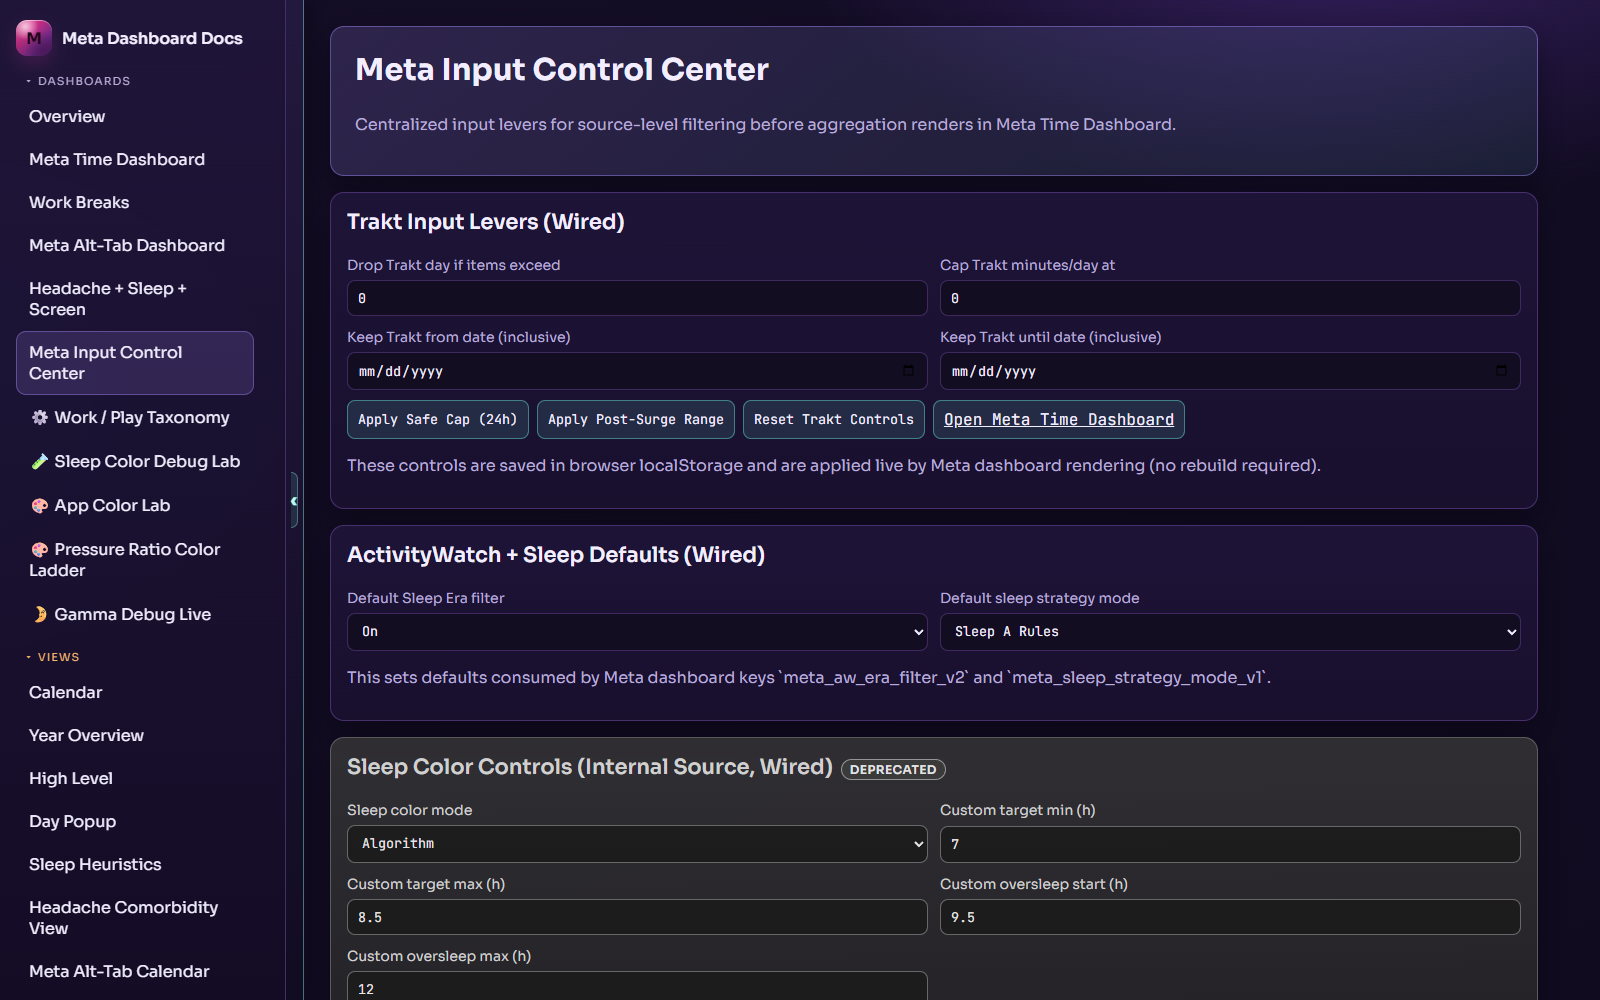 M
Meta Dashboard Docs
DASHBOARDS
Overview
Meta Time Dashboard
Work Breaks
Meta Alt-Tab Dashboard
Headache + Sleep +
Screen
Meta Input Control
Center
Work / Play Taxonomy
Sleep Color Debug Lab
App Color Lab
Pressure Ratio Color
Ladder
Gamma Debug Live
VIEWS
Calendar
Year Overview
High Level
Day Popup
Sleep Heuristics
Headache Comorbidity
View
Meta Alt-Tab Calendar
Meta Input Control Center
Centralized input levers for source-level filtering before aggregation renders in Meta Time Dashboard.
Trakt Input Levers (Wired)
Drop Trakt day if items exceed
0
Cap Trakt minutes/day at
0
Keep Trakt from date (inclusive)
mm/dd/yyyy
Keep Trakt until date (inclusive)
mm/dd/yyyy
Apply Safe Cap (24h)
Apply Post-Surge Range
Reset Trakt Controls
Open Meta Time Dashboard
These controls are saved in browser localStorage and are applied live by Meta dashboard rendering (no rebuild required).
ActivityWatch + Sleep Defaults (Wired)
Default Sleep Era filter
On
Default sleep strategy mode
Sleep A Rules
This sets defaults consumed by Meta dashboard keys `meta_aw_era_filter_v2` and `meta_sleep_strategy_mode_v1`.
Sleep Color Controls (Internal Source, Wired) DEPRECATED
Sleep color mode
Algorithm
Custom target min (h)
7
Custom target max (h)
8.5
Custom oversleep start (h)
9.5
Custom oversleep max (h)
12